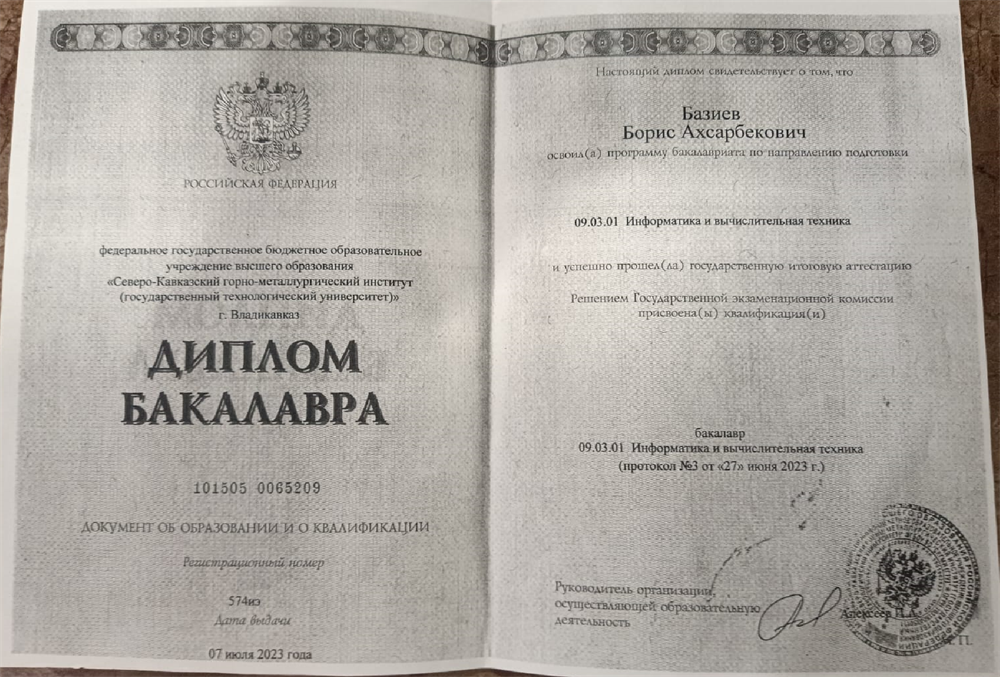 РОССИЙСКАЯ ФЕДЕРАЦИЯ
федеральное государственное бюджетное образовательное
учреждение высшего образования
«Северо-Кавказский горно-металлургический институт
(государственный технологический университет)»
г. Владикавказ
ДИПЛОМ
БАКАЛАВРА
101505 0065209
ДОКУМЕНТ ОБ ОБРАЗОВАНИИ И О КВАЛИФИКАЦИИ
Регистрационный номер
574иэ
Дата выдачи
07 июля 2023 года
Настоящий диплом свидетельствует о том, что
Базиев
Борис Ахсарбекович
освоил(а) программу бакалавриата по направлению подготовки
09.03.01 Информатика и вычислительная техника
и успешно прошел(ла) государственную итоговую аттестацию
Решением Государственной экзаменационной комиссии
присвоена(ы) квалификация(и)
бакалавр
09.03.01 Информатика и вычислительная техника
(протокол №3 от «27» июня 2023 г.)
Руководитель организации,
осуществляющей образовательную
деятельность
Алексеев
М.П.